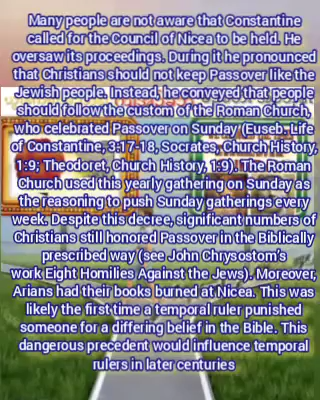 Many people are not aware that Constantine
called for the Council of Nicea to be held. He
oversaw its proceedings. During it he pronounced
that Christians should not keep Passover like the
Jewish people. Instead, he conveyed that people
should follow the custom of the Roman Church,
who celebrated Passover on Sunday (Euseb. Life
of Constantine, 3:17-18, Socrates, Church History,
1:9; Theodoret, Church History, 1:9). The Roman
Church used this yearly gathering on Sunday as
the reasoning to push Sunday gatherings every
week. Despite this decree, significant numbers of
Christians still honored Passover in the Biblically
prescribed way (see John Chrysostom's
work Eight Homilies Against the Jews). Moreover,
Arians had their books burned at Nicea. This was
likely the first time a temporal ruler punished
someone for a differing belief in the Bible. This
dangerous precedent would influence temporal
rulers in later centuries